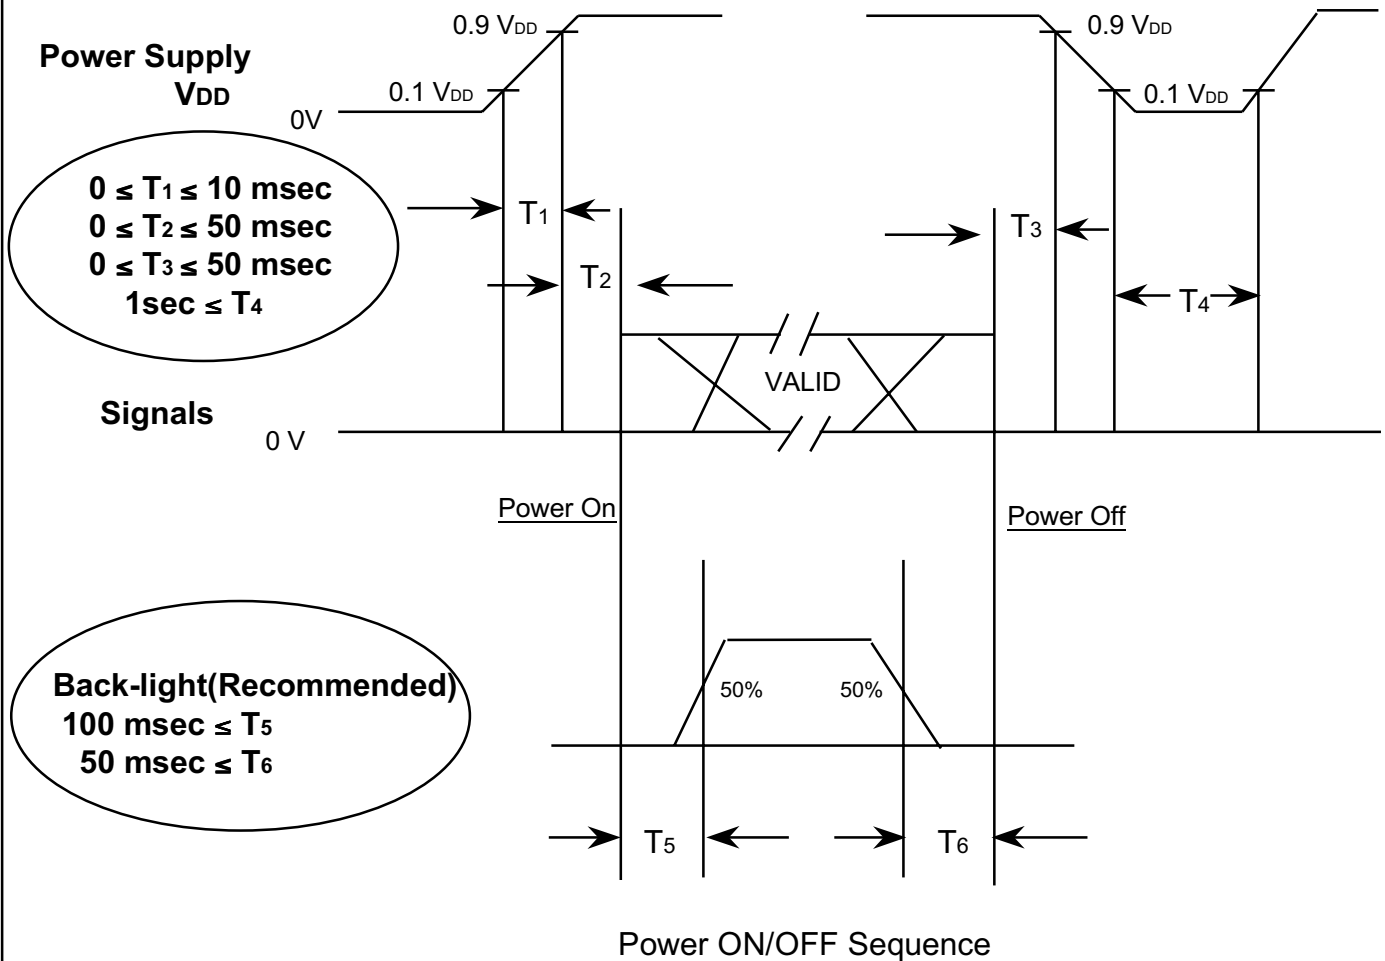 0.9 VDD
0.9 VDD
Power Supply
VDD
0.1 VDD
0.1 VDD
0V
0 ≤ T1 ≤ 10 msec
0 ≤ T2 ≤ 50 msec
0 ≤ T3 ≤ 50 msec
1sec ≤ T4
T1
T2
T3
T4
VALID
Signals
0 V
Power On
Power Off
Back-light(Recommended)
100 msec ≤ T5
50 msec ≤ T6
50%
50%
T5
T6
Power ON/OFF Sequence